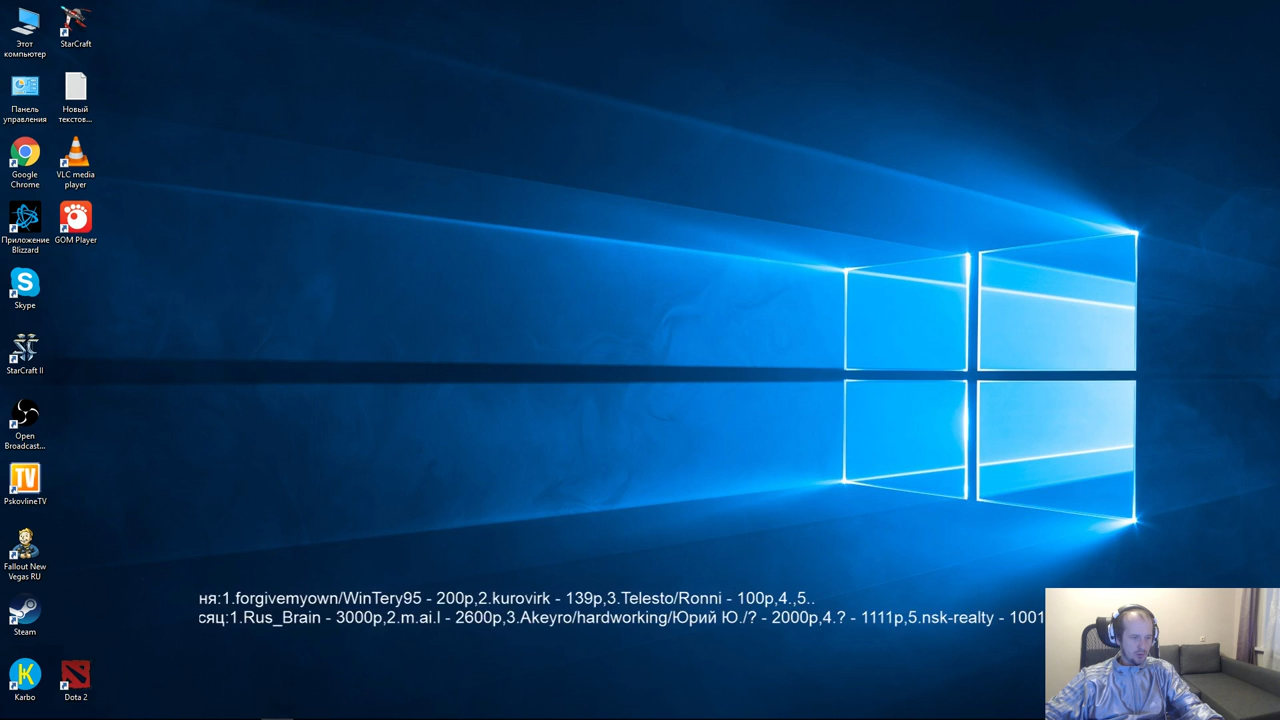 Этот
компьютер
StarCraft
Панель
управления
Новый
текстов...
Google
Chrome
VLC media
player
Приложение
Blizzard
GOM Player
Skype
StarCraft II
Open
Broadcast...
TV
PskovlineTV
Fallout New
Vegas RU
Steam
Karbo
Dota 2
ня:1.forgivemyown/WinTery95 - 200р,2.kurovirk - 139р,3.Telesto/Ronni - 100р,4.,5..
сяц:1.Rus_Brain - 3000р,2.m.ai.l - 2600р,3.Akeyro/hardworking/Юрий Ю./? - 2000р,4.? - 1111р,5.nsk-realty - 1001